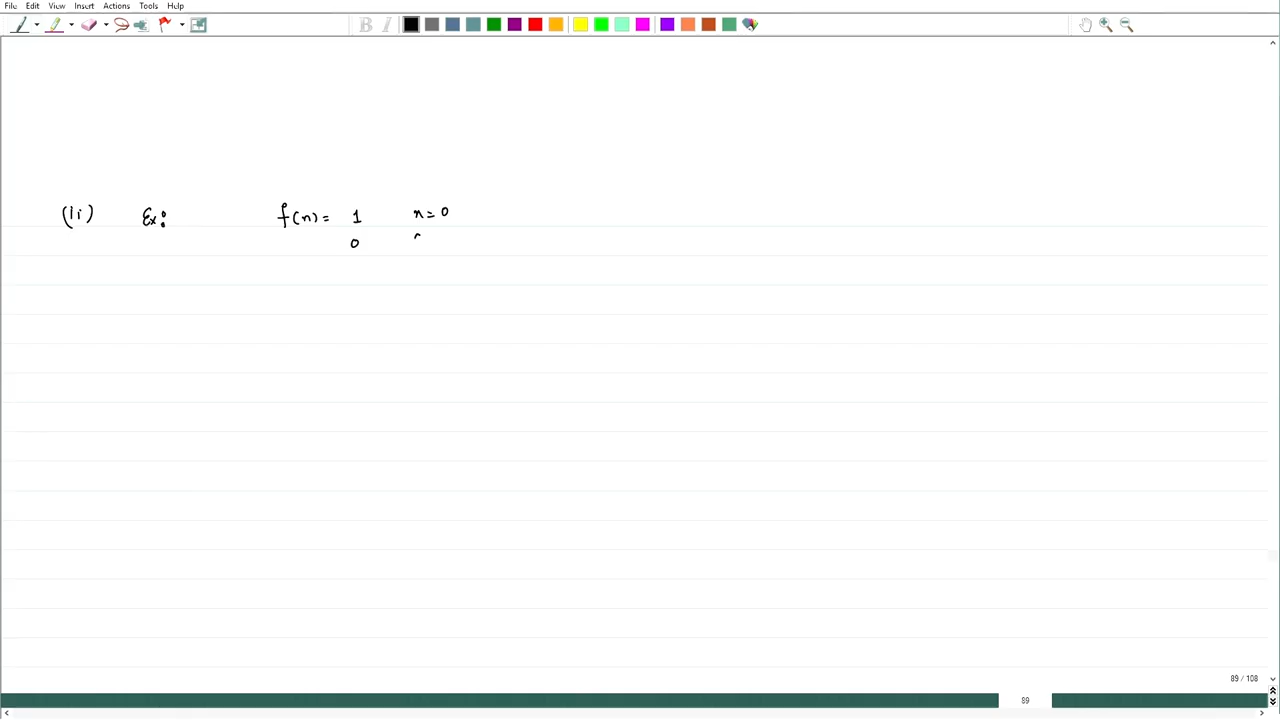 File Edit View Insert Actions Tools Help
B I
(ii) Ex: f(n) = 1 n = 0
0
89 / 108
89